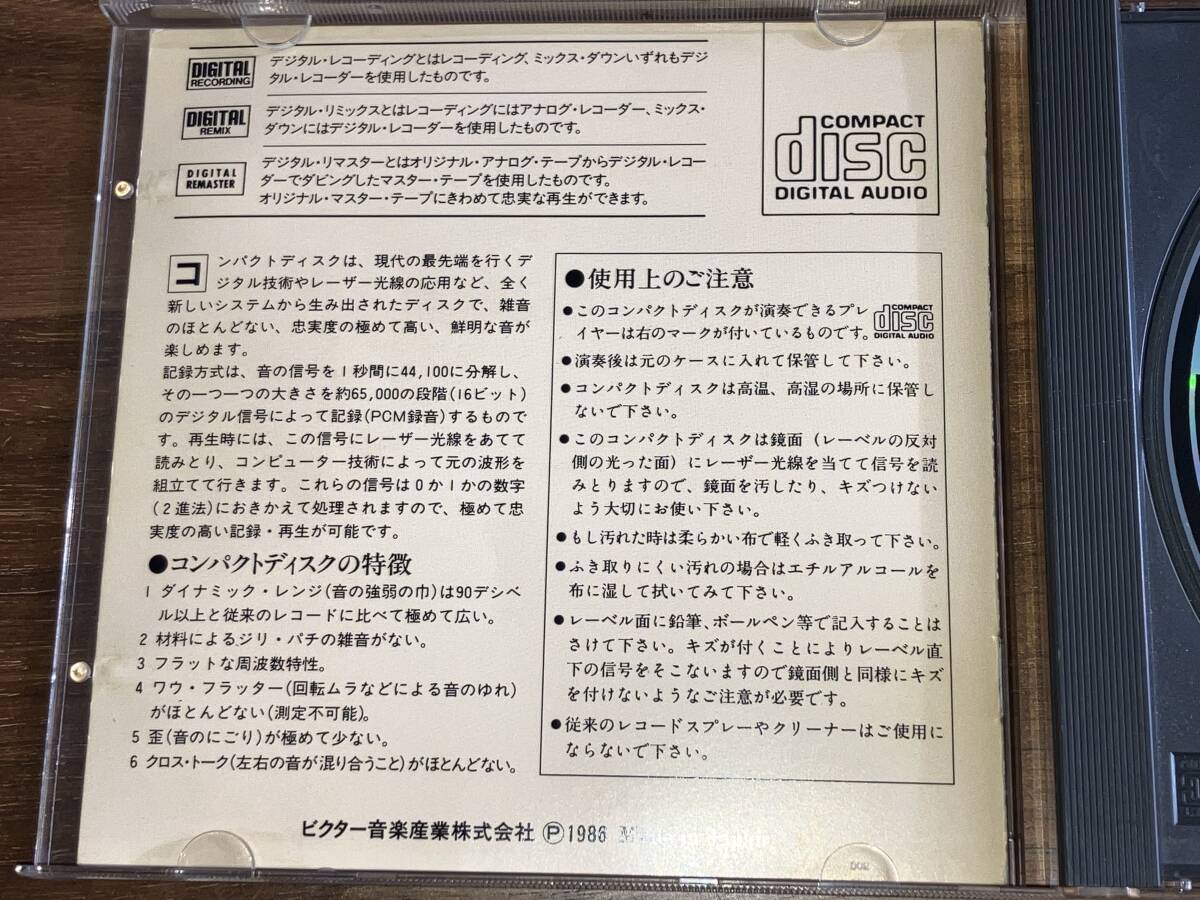 DIGITAL
RECORDING
デジタル・レコーディングとはレコーディング、ミックス・ダウンいずれもデジ
タル・レコーダーを使用したものです。
DIGITAL
REMIX
デジタル・リミックスとはレコーディングにはアナログ・レコーダー、ミックス・
ダウンにはデジタル・レコーダーを使用したものです。
DIGITAL
REMASTER
デジタル・リマスターとはオリジナル・アナログ・テープからデジタル・レコー
ダーでダビングしたマスター・テープを使用したものです。
オリジナル・マスター・テープにきわめて忠実な再生ができます。
COMPACT
disc
DIGITAL AUDIO
コンパクトディスクは、現代の最先端を行くデ
ジタル技術やレーザー光線の応用など、全く
新しいシステムから生み出されたディスクで、雑音
のほとんどない、忠実度の極めて高い、鮮明な音が
楽しめます。
記録方式は、音の信号を1秒間に44,100に分解し、
その一つ一つの大きさを約65,000の段階(16ビット)
のデジタル信号によって記録(PCM録音)するもので
す。再生時には、この信号にレーザー光線をあてて
読みとり、コンピューター技術によって元の波形を
組立てて行きます。これらの信号は0か1かの数字
(2進法)におきかえて処理されますので、極めて忠
実度の高い記録・再生が可能です。
●コンパクトディスクの特徴
1 ダイナミック・レンジ(音の強弱の巾)は90デシベ
ル以上と従来のレコードに比べて極めて広い。
2 材料によるジリ・パチの雑音がない。
3 フラットな周波数特性。
4 ワウ・フラッター(回転ムラなどによる音のゆれ)
がほとんどない(測定不可能)。
5 歪(音のにごり)が極めて少ない。
6 クロス・トーク(左右の音が混り合うこと)がほとんどない。
●使用上のご注意
●このコンパクトディスクが演奏できるプレ
イヤーは右のマークが付いているものです。
COMPACT
disc
DIGITAL AUDIO
●演奏後は元のケースに入れて保管して下さい。
●コンパクトディスクは高温、高湿の場所に保管し
ないで下さい。
●このコンパクトディスクは鏡面（レーベルの反対
側の光った面）にレーザー光線を当てて信号を読
みとりますので、鏡面を汚したり、キズつけない
よう大切にお使い下さい。
●もし汚れた時は柔らかい布で軽くふき取って下さい。
●ふき取りにくい汚れの場合はエチルアルコールを
布に湿して拭いてみて下さい。
●レーベル面に鉛筆、ボールペン等で記入することは
さけて下さい。キズが付くことによりレーベル直
下の信号をそこないますので鏡面側と同様にキズ
を付けないようなご注意が必要です。
●従来のレコードスプレーやクリーナーはご使用に
ならないで下さい。
ビクター音楽産業株式会社 Ⓟ1986